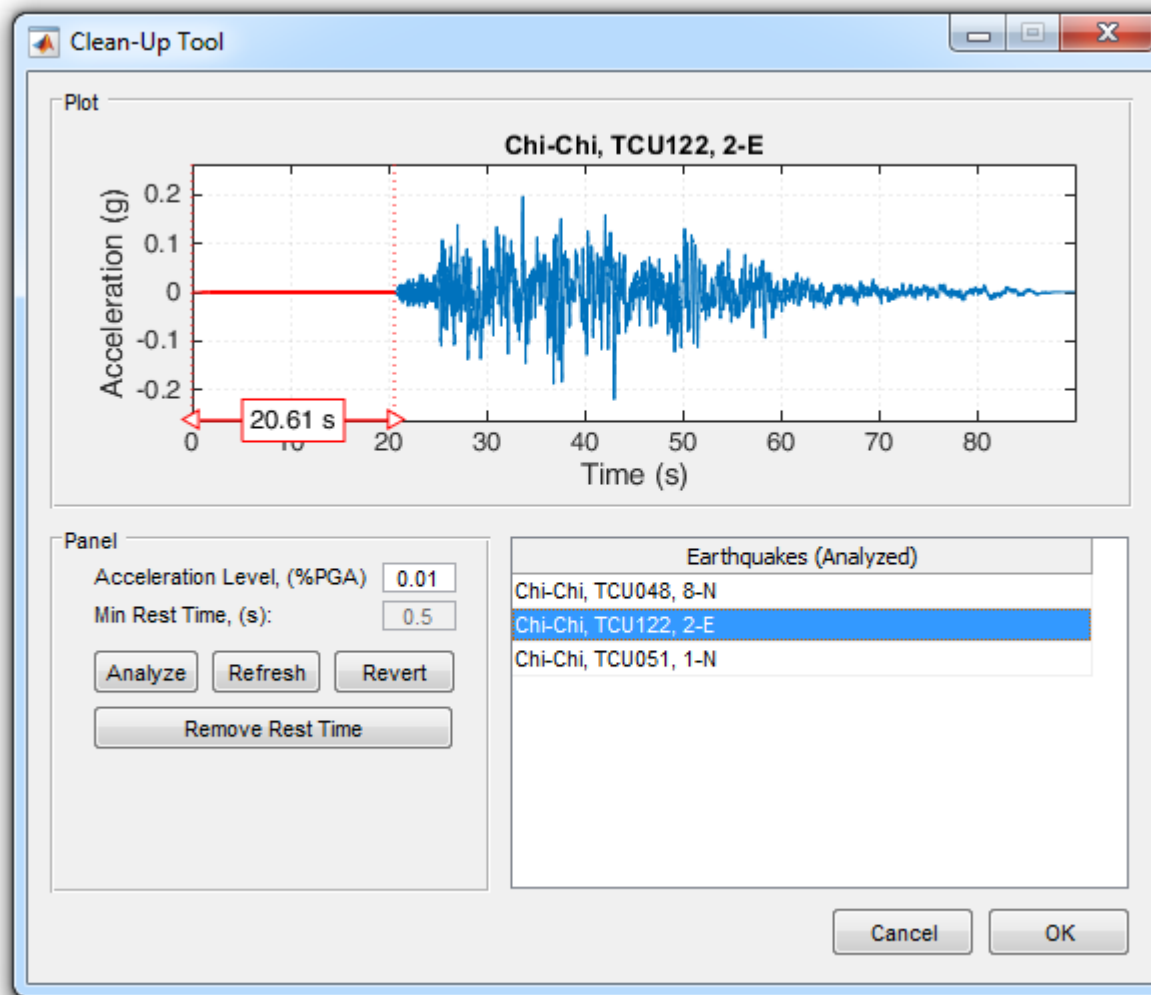 Clean-Up Tool
Plot
Chi-Chi, TCU122, 2-E
Acceleration (g)
0.2
0.1
0
-0.1
-0.2
20.61 s
0 10 20 30 40 50 60 70 80
Time (s)
Panel
Acceleration Level, (%PGA) 0.01
Min Rest Time, (s): 0.5
Analyze Refresh Revert
Remove Rest Time
Earthquakes (Analyzed)
Chi-Chi, TCU048, 8-N
Chi-Chi, TCU122, 2-E
Chi-Chi, TCU051, 1-N
Cancel OK